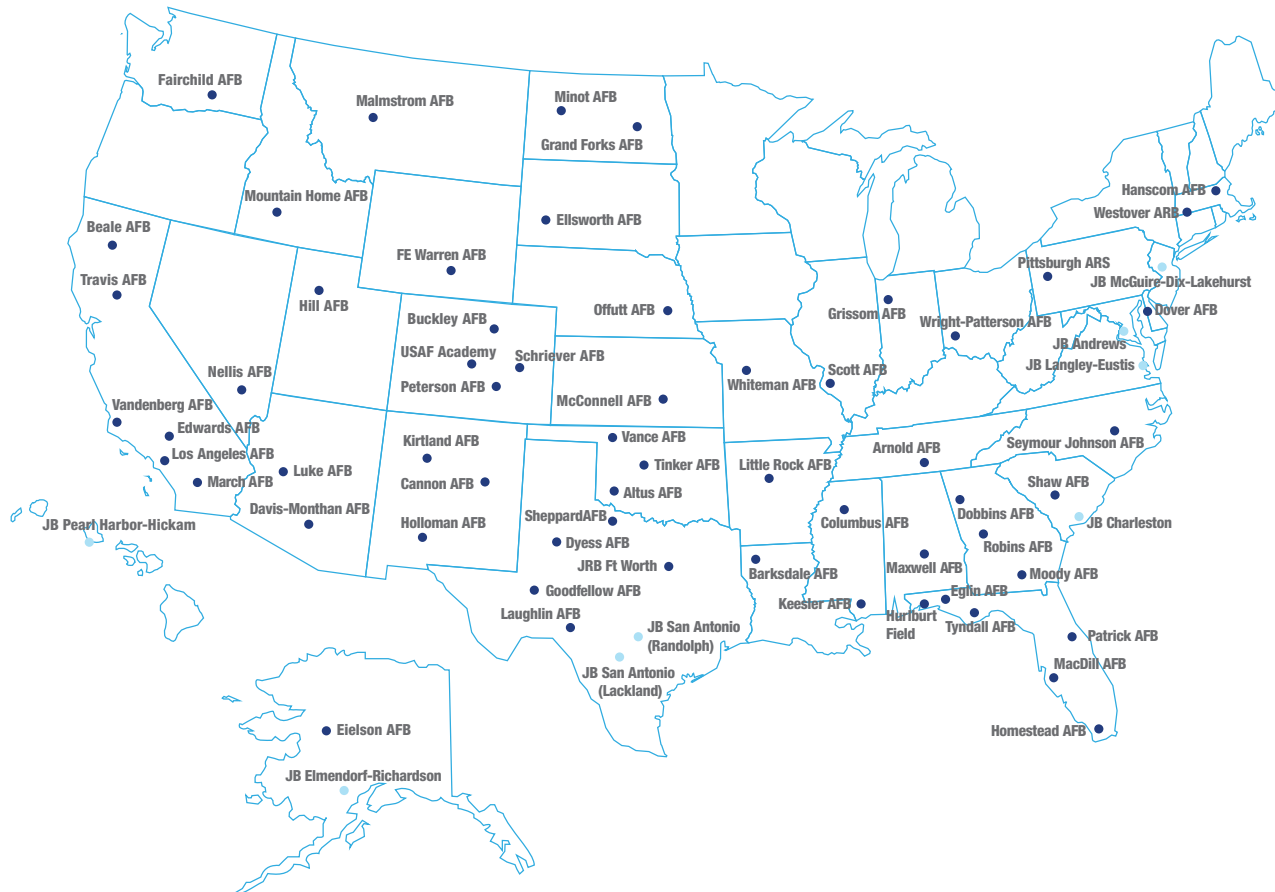 Fairchild AFB
Malmstrom AFB
Minot AFB
Grand Forks AFB
Mountain Home AFB
Ellsworth AFB
Hanscom AFB
Westover ARB
Beale AFB
FE Warren AFB
Pittsburgh ARS
Travis AFB
JB McGuire-Dix-Lakehurst
Hill AFB
Offutt AFB
Grissom AFB
Dover AFB
Buckley AFB
Wright-Patterson AFB
JB Andrews
USAF Academy
Schriever AFB
JB Langley-Eustis
Nellis AFB
Peterson AFB
Whiteman AFB
Scott AFB
McConnell AFB
Vandenberg AFB
Edwards AFB
Kirtland AFB
Vance AFB
Seymour Johnson AFB
Los Angeles AFB
Luke AFB
Tinker AFB
Little Rock AFB
Arnold AFB
March AFB
Cannon AFB
Altus AFB
Shaw AFB
Davis-Monthan AFB
SheppardAFB
Columbus AFB
Dobbins AFB
JB Charleston
JB Pearl Harbor-Hickam
Holloman AFB
Dyess AFB
Robins AFB
JRB Ft Worth
Barksdale AFB
Maxwell AFB
Moody AFB
Goodfellow AFB
Keesler AFB
Eglin AFB
Hurlburt
Field
Laughlin AFB
Tyndall AFB
JB San Antonio
(Randolph)
Patrick AFB
JB San Antonio
(Lackland)
MacDill AFB
Eielson AFB
Homestead AFB
JB Elmendorf-Richardson